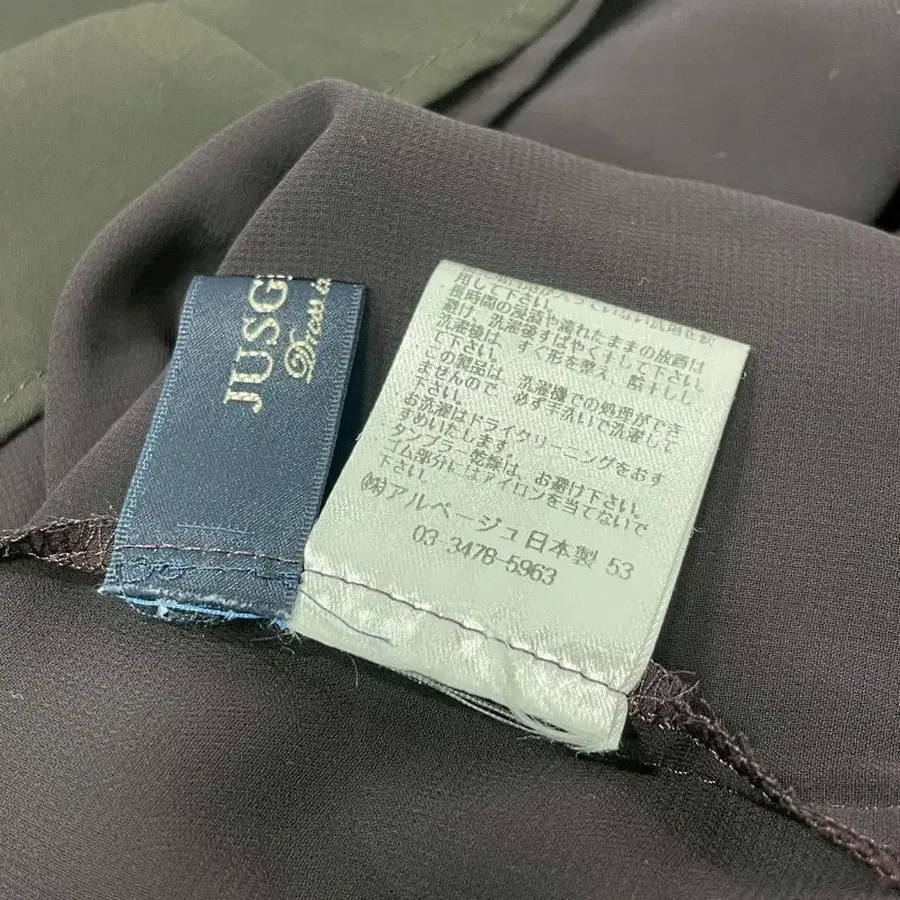 JUSG
Dress is
用して下さい。
長時間の浸漬や濡れたままの放置は
避け、洗濯後すばやくすして下さい。
洗濯後は、すぐ形を整え、陰干しし
て下さい。
この製品は、洗濯機での処理ができ
ませんので、必ず手洗いで洗濯して
下さい。
お洗濯はドライクリーニングをおす
すめいたします。
タンブラー乾燥は、お避け下さい。
ゴム部分にはアイロンを当てないで
下さい。
㈱アルページュ 日本製 53
03-3478-5963